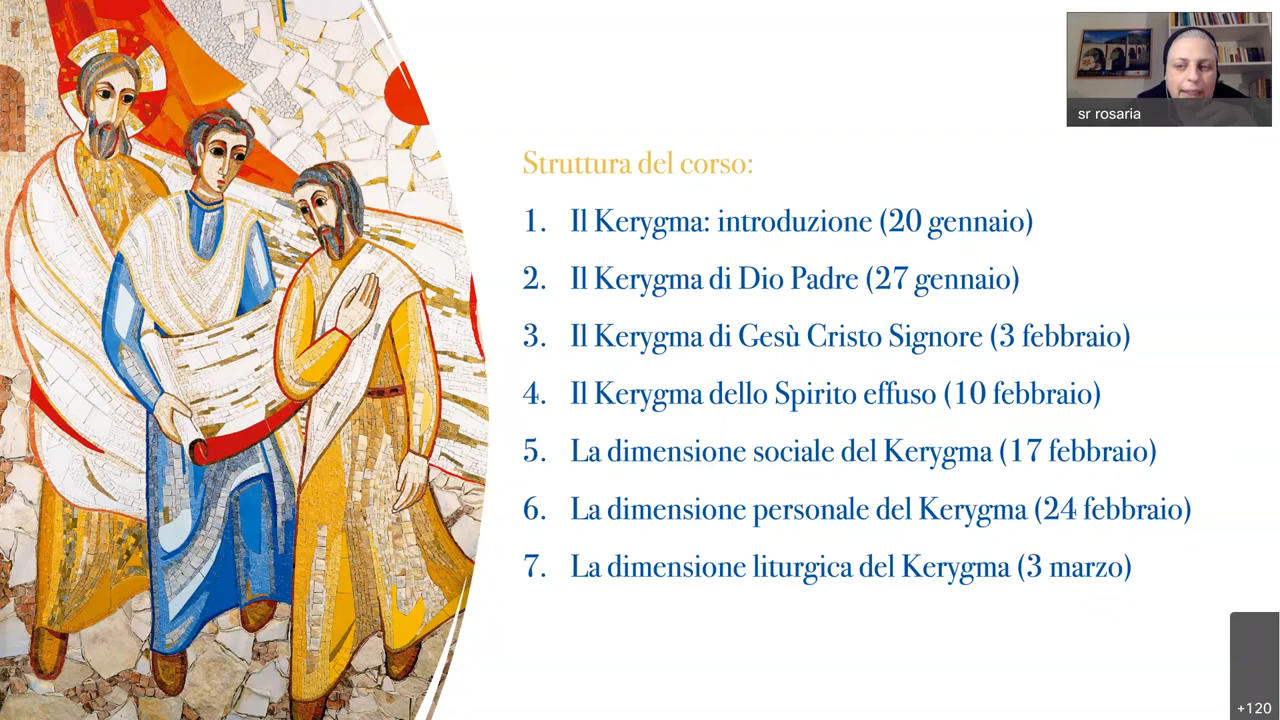 sr rosaria
Struttura del corso:
1. Il Kerygma: introduzione (20 gennaio)
2. Il Kerygma di Dio Padre (27 gennaio)
3. Il Kerygma di Gesù Cristo Signore (3 febbraio)
4. Il Kerygma dello Spirito effuso (10 febbraio)
5. La dimensione sociale del Kerygma (17 febbraio)
6. La dimensione personale del Kerygma (24 febbraio)
7. La dimensione liturgica del Kerygma (3 marzo)
+120